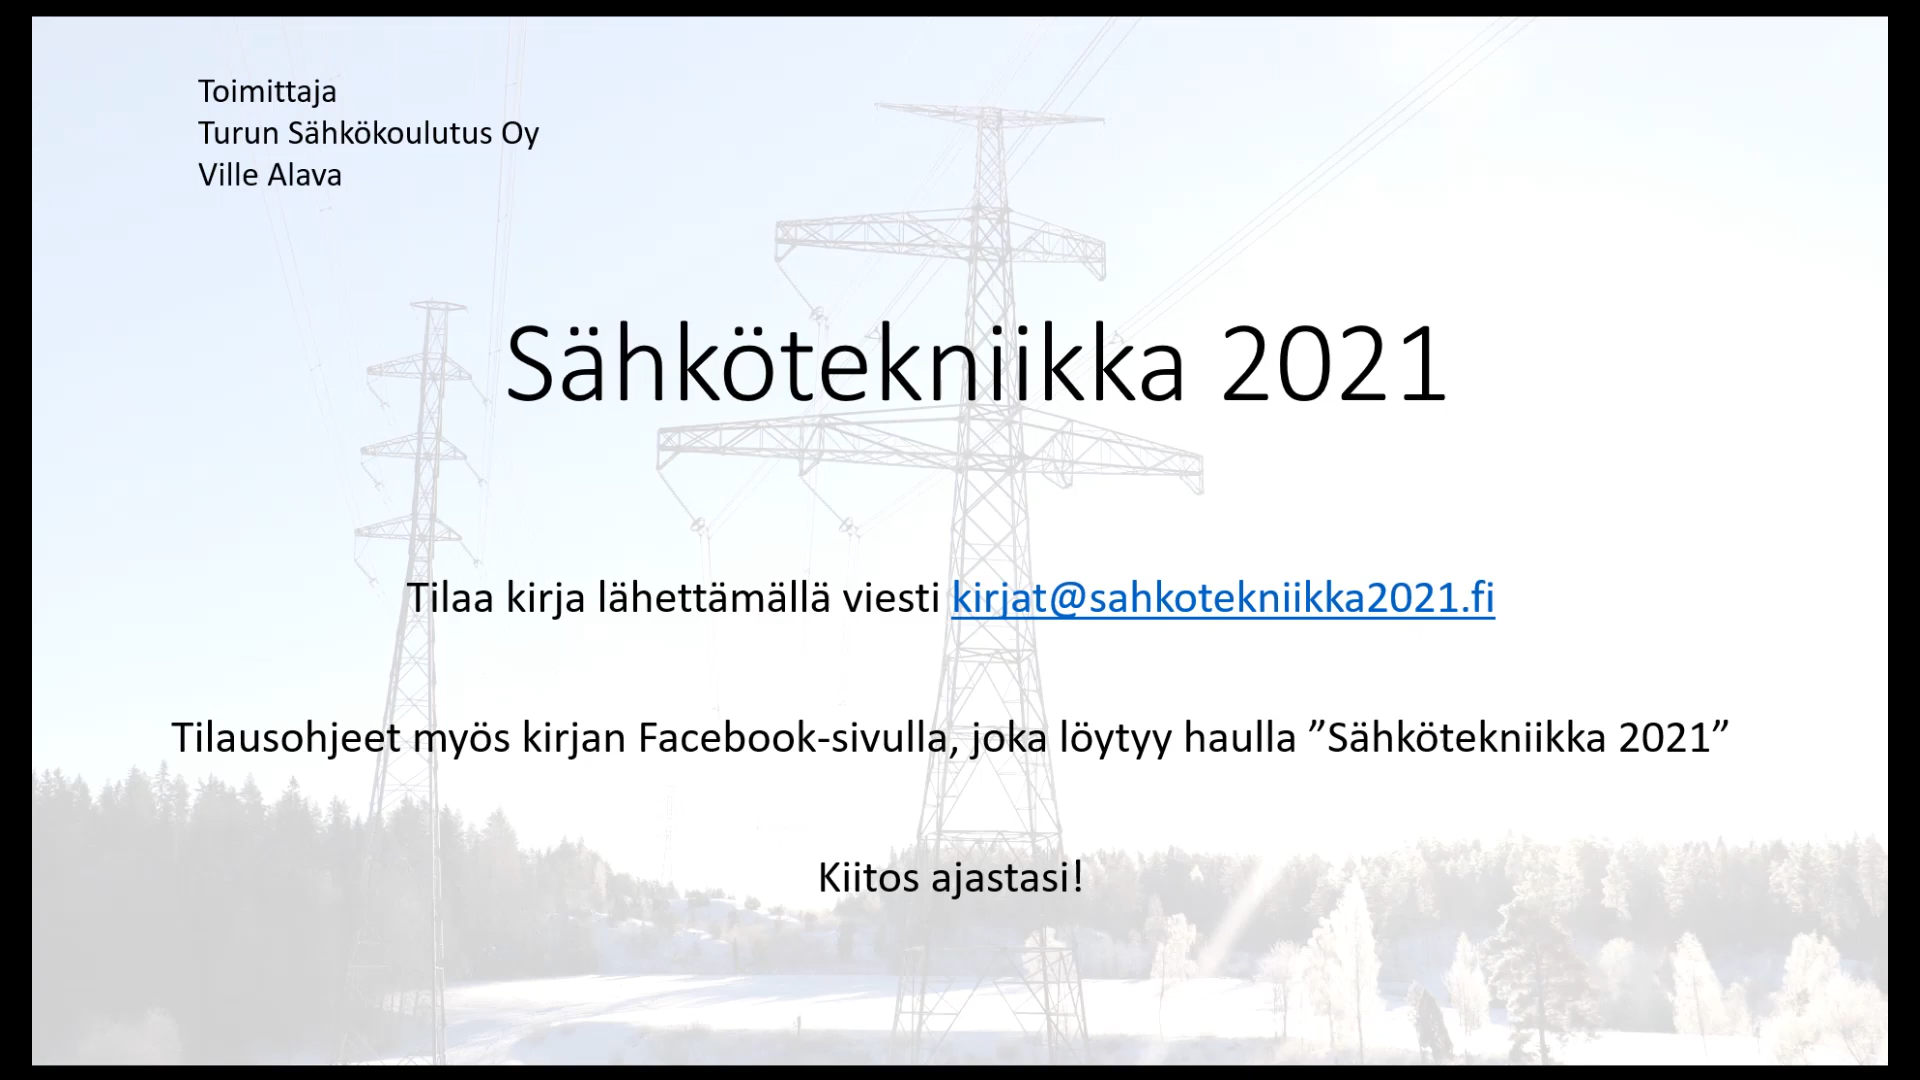 Toimittaja
Turun Sähkökoulutus Oy
Ville Alava
Sähkötekniikka 2021
Tilaa kirja lähettämällä viesti kirjat@sahkotekniikka2021.fi
Tilausohjeet myös kirjan Facebook-sivulla, joka löytyy haulla ”Sähkötekniikka 2021”
Kiitos ajastasi!